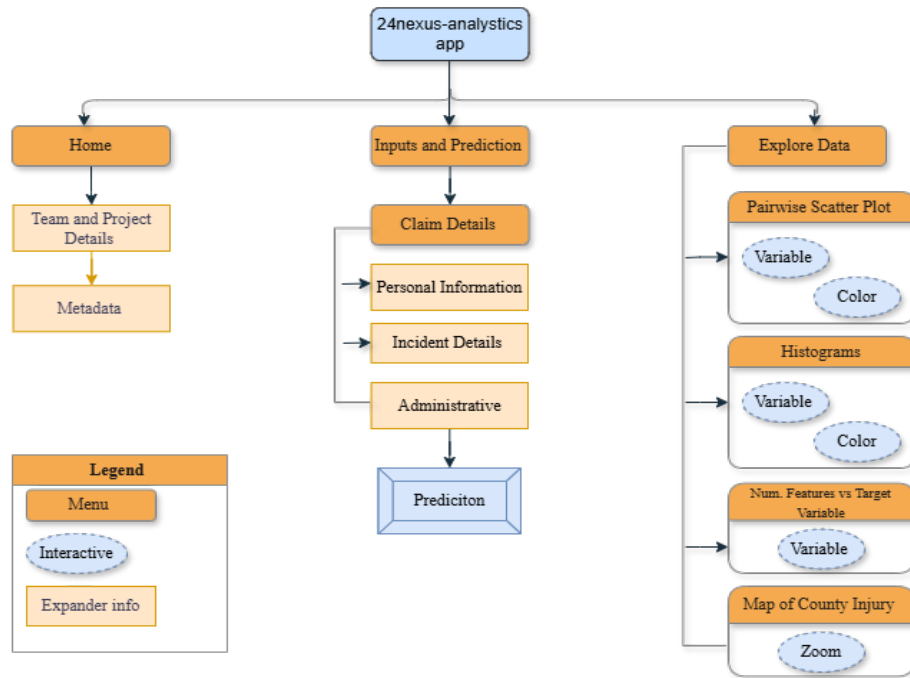 24nexus-analystics
app
Home
Inputs and Prediction
Explore Data
Team and Project
Details
Metadata
Claim Details
Personal Information
Incident Details
Administrative
Prediciton
Pairwise Scatter Plot
Variable
Color
Histograms
Variable
Color
Num. Features vs Target
Variable
Variable
Map of County Injury
Zoom
Legend
Menu
Interactive
Expander info